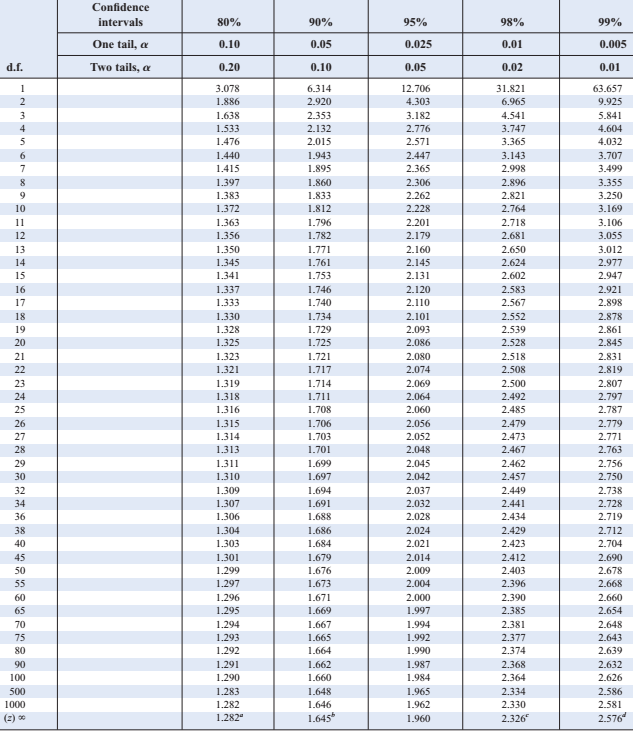 Confidence
intervals 80% 90% 95% 98% 99%
One tail, α 0.10 0.05 0.025 0.01 0.005
d.f. Two tails, α 0.20 0.10 0.05 0.02 0.01
1 3.078 6.314 12.706 31.821 63.657
2 1.886 2.920 4.303 6.965 9.925
3 1.638 2.353 3.182 4.541 5.841
4 1.533 2.132 2.776 3.747 4.604
5 1.476 2.015 2.571 3.365 4.032
6 1.440 1.943 2.447 3.143 3.707
7 1.415 1.895 2.365 2.998 3.499
8 1.397 1.860 2.306 2.896 3.355
9 1.383 1.833 2.262 2.821 3.250
10 1.372 1.812 2.228 2.764 3.169
11 1.363 1.796 2.201 2.718 3.106
12 1.356 1.782 2.179 2.681 3.055
13 1.350 1.771 2.160 2.650 3.012
14 1.345 1.761 2.145 2.624 2.977
15 1.341 1.753 2.131 2.602 2.947
16 1.337 1.746 2.120 2.583 2.921
17 1.333 1.740 2.110 2.567 2.898
18 1.330 1.734 2.101 2.552 2.878
19 1.328 1.729 2.093 2.539 2.861
20 1.325 1.725 2.086 2.528 2.845
21 1.323 1.721 2.080 2.518 2.831
22 1.321 1.717 2.074 2.508 2.819
23 1.319 1.714 2.069 2.500 2.807
24 1.318 1.711 2.064 2.492 2.797
25 1.316 1.708 2.060 2.485 2.787
26 1.315 1.706 2.056 2.479 2.779
27 1.314 1.703 2.052 2.473 2.771
28 1.313 1.701 2.048 2.467 2.763
29 1.311 1.699 2.045 2.462 2.756
30 1.310 1.697 2.042 2.457 2.750
32 1.309 1.694 2.037 2.449 2.738
34 1.307 1.691 2.032 2.441 2.728
36 1.306 1.688 2.028 2.434 2.719
38 1.304 1.686 2.024 2.429 2.712
40 1.303 1.684 2.021 2.423 2.704
45 1.301 1.679 2.014 2.412 2.690
50 1.299 1.676 2.009 2.403 2.678
55 1.297 1.673 2.004 2.396 2.668
60 1.296 1.671 2.000 2.390 2.660
65 1.295 1.669 1.997 2.385 2.654
70 1.294 1.667 1.994 2.381 2.648
75 1.293 1.665 1.992 2.377 2.643
80 1.292 1.664 1.990 2.374 2.639
90 1.291 1.662 1.987 2.368 2.632
100 1.290 1.660 1.984 2.364 2.626
500 1.283 1.648 1.965 2.334 2.586
1000 1.282 1.646 1.962 2.330 2.581
(z) ∞ 1.282ᵃ 1.645ᵇ 1.960 2.326ᶜ 2.576ᵈ